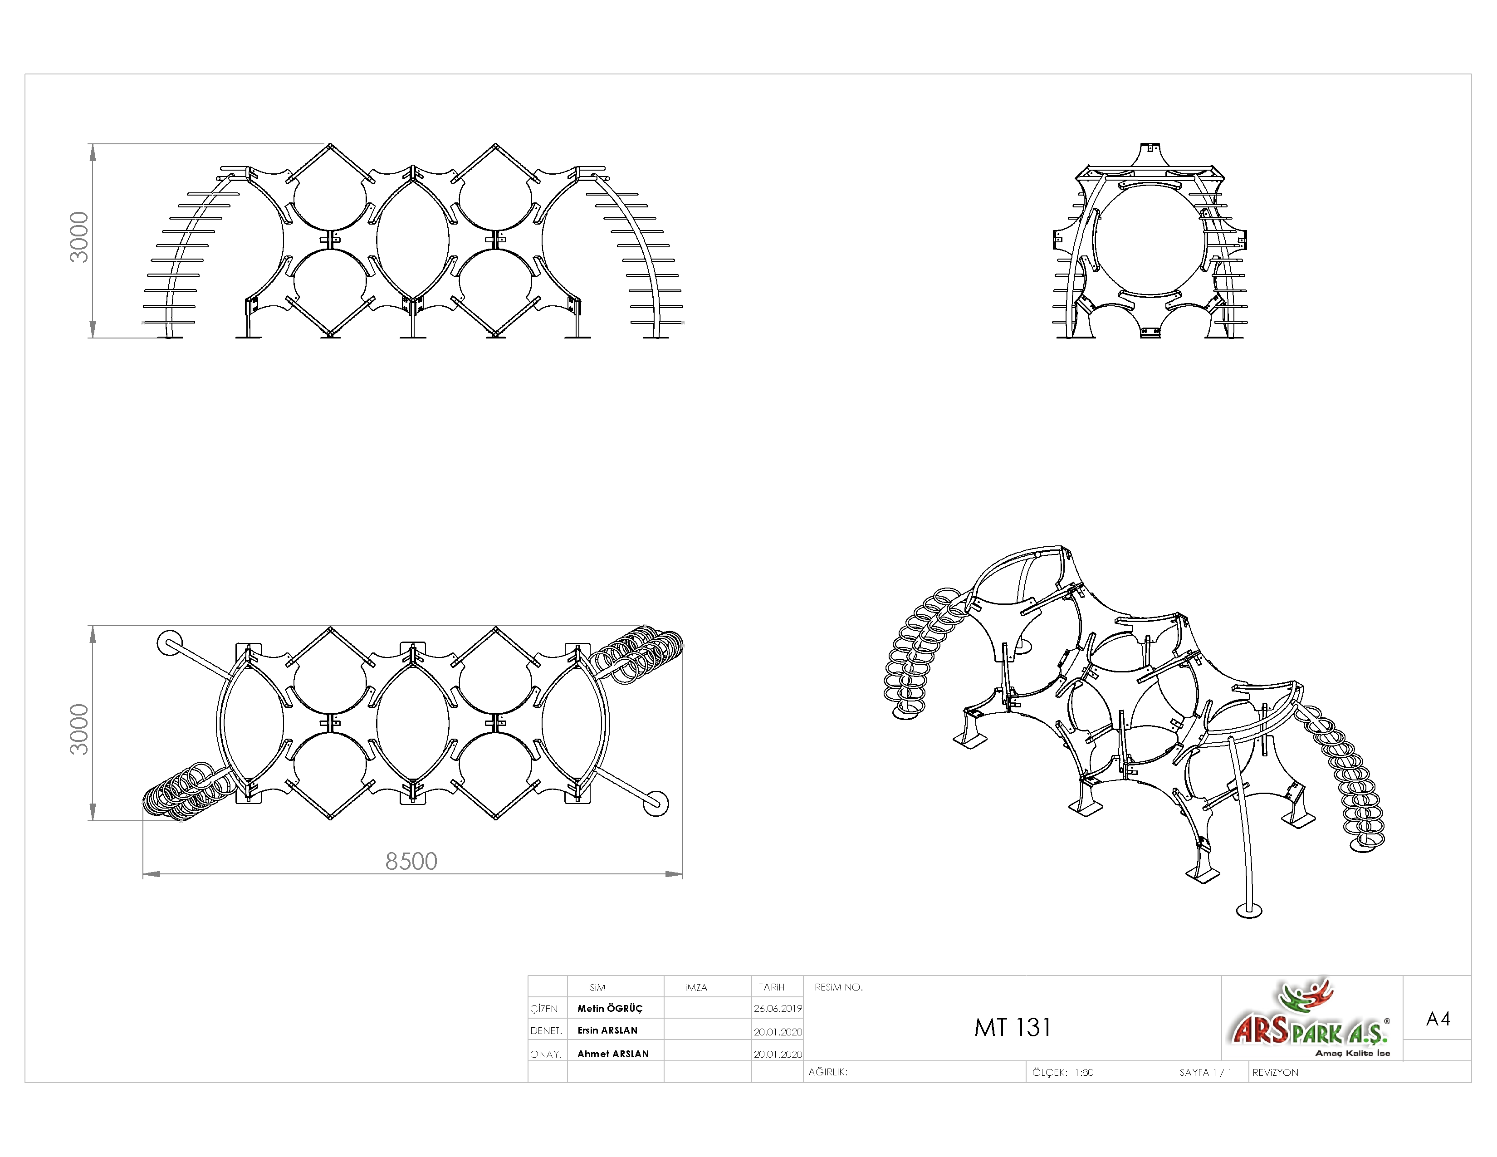 3000
3000
8500
İSİM
İMZA
TARİH
RESİM NO.
ÇİZEN
Metin ÖGRÜÇ
26.06.2019
DENET.
Ersin ARSLAN
20.01.2020
ONAY.
Ahmet ARSLAN
20.01.2020
MT 131
ARSPARK A.Ş.®
Amaç Kalite ise
A4
AĞIRLIK:
ÖLÇEK: 1:50
SAYFA 1 / 1
REVİZYON